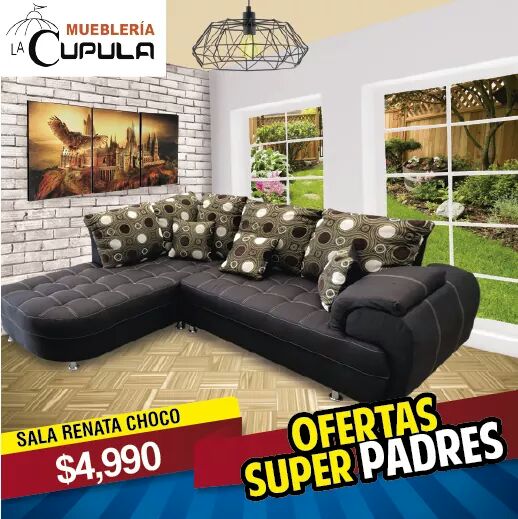 MUEBLERÍA
LA CUPULA
SALA RENATA CHOCO
$4,990
OFERTAS
SUPER PADRES